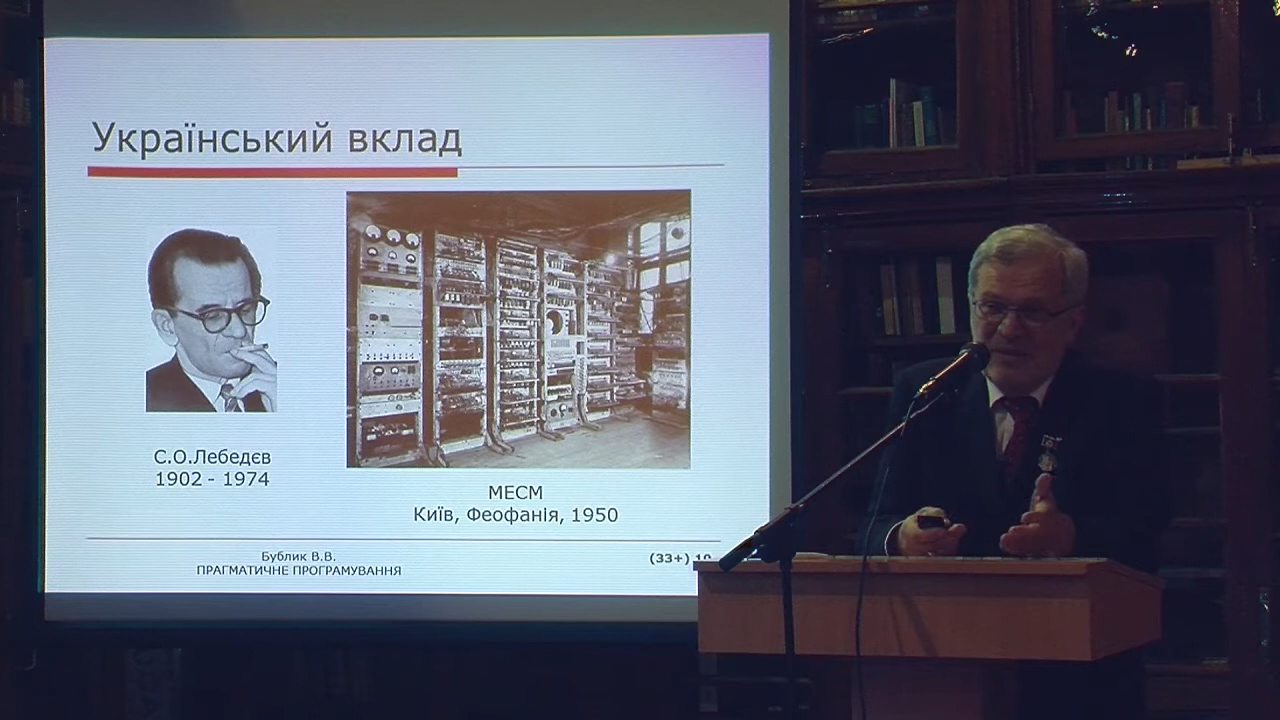 Український вклад
С.О.Лебедєв
1902 - 1974
МЕСМ
Київ, Феофанія, 1950
Бублик В.В.
ПРАГМАТИЧНЕ ПРОГРАМУВАННЯ
(33+)